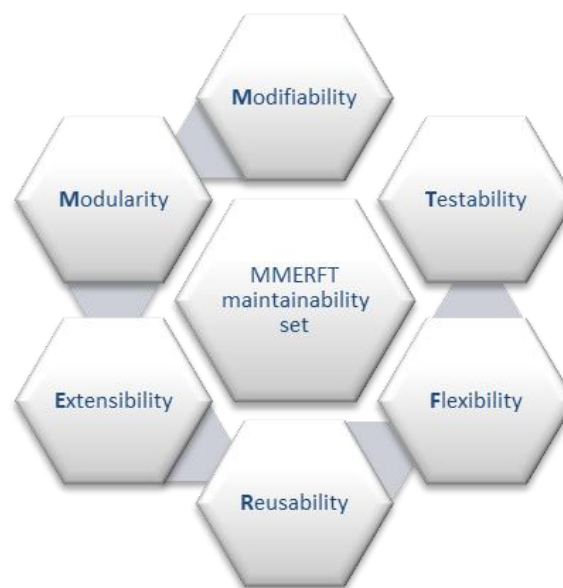 Modifiability
Modularity
Testability
MMERFT
maintainability
set
Extensibility
Flexibility
Reusability